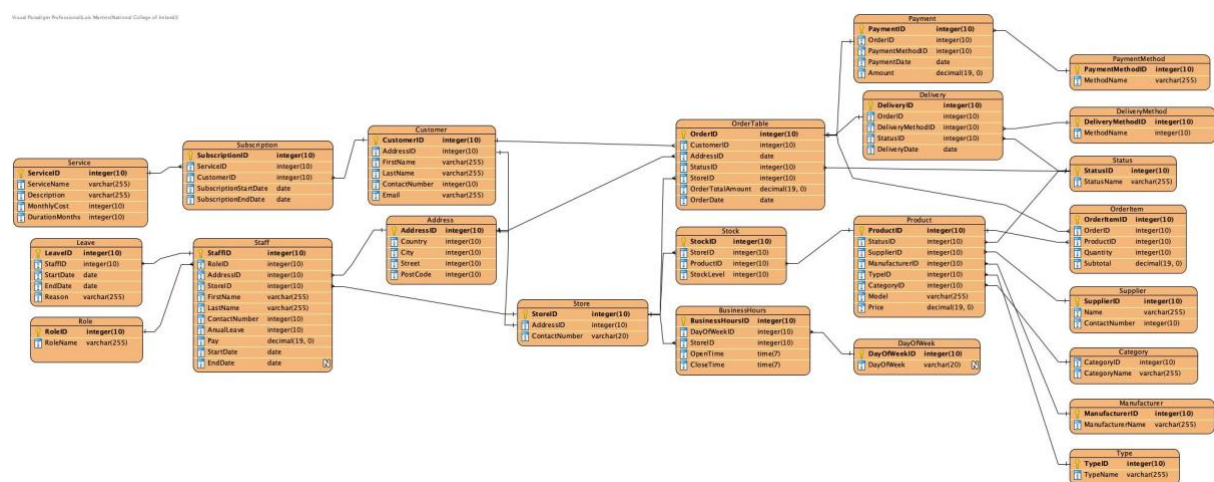 Visual Paradigm Professional(Luis Martins(National College of Ireland))
Service
ServiceID integer(10)
ServiceName varchar(255)
Description varchar(255)
MonthlyCost integer(10)
DurationMonths integer(10)
Subscription
SubscriptionID integer(10)
ServiceID integer(10)
CustomerID integer(10)
SubscriptionStartDate date
SubscriptionEndDate date
Customer
CustomerID integer(10)
AddressID integer(10)
FirstName varchar(255)
LastName varchar(255)
ContactNumber integer(10)
Email varchar(255)
Leave
LeaveID integer(10)
StaffID integer(10)
StartDate date
EndDate date
Reason varchar(255)
Role
RoleID integer(10)
RoleName varchar(255)
Staff
StaffID integer(10)
RoleID integer(10)
AddressID integer(10)
StoreID integer(10)
FirstName varchar(255)
LastName varchar(255)
ContactNumber integer(10)
AnualLeave integer(10)
Pay decimal(19, 0)
StartDate date
EndDate date N
Address
AddressID integer(10)
Country integer(10)
City integer(10)
Street integer(10)
PostCode integer(10)
Store
StoreID integer(10)
AddressID integer(10)
ContactNumber varchar(20)
OrderTable
OrderID integer(10)
CustomerID integer(10)
AddressID date
StatusID integer(10)
StoreID integer(10)
OrderTotalAmount decimal(19, 0)
OrderDate date
Stock
StockID integer(10)
StoreID integer(10)
ProductID integer(10)
StockLevel integer(10)
BusinessHours
BusinessHoursID integer(10)
DayOfWeekID integer(10)
StoreID integer(10)
OpenTime time(7)
CloseTime time(7)
Payment
PaymentID integer(10)
OrderID integer(10)
PaymentMethodID integer(10)
PaymentDate date
Amount decimal(19, 0)
Delivery
DeliveryID integer(10)
OrderID integer(10)
DeliveryMethodID integer(10)
StatusID integer(10)
DeliveryDate date
Product
ProductID integer(10)
StatusID integer(10)
SupplierID integer(10)
ManufacturerID integer(10)
TypeID integer(10)
CategoryID integer(10)
Model varchar(255)
Price decimal(19, 0)
DayOfWeek
DayOfWeekID integer(10)
DayOfWeek varchar(20) N
PaymentMethod
PaymentMethodID integer(10)
MethodName varchar(255)
DeliveryMethod
DeliveryMethodID integer(10)
MethodName integer(10)
Status
StatusID integer(10)
StatusName varchar(255)
OrderItem
OrderItemID integer(10)
OrderID integer(10)
ProductID integer(10)
Quantity integer(10)
Subtotal decimal(19, 0)
Supplier
SupplierID integer(10)
Name varchar(255)
ContactNumber integer(10)
Category
CategoryID integer(10)
CategoryName varchar(255)
Manufacturer
ManufacturerID integer(10)
ManufacturerName varchar(255)
Type
TypeID integer(10)
TypeName varchar(255)